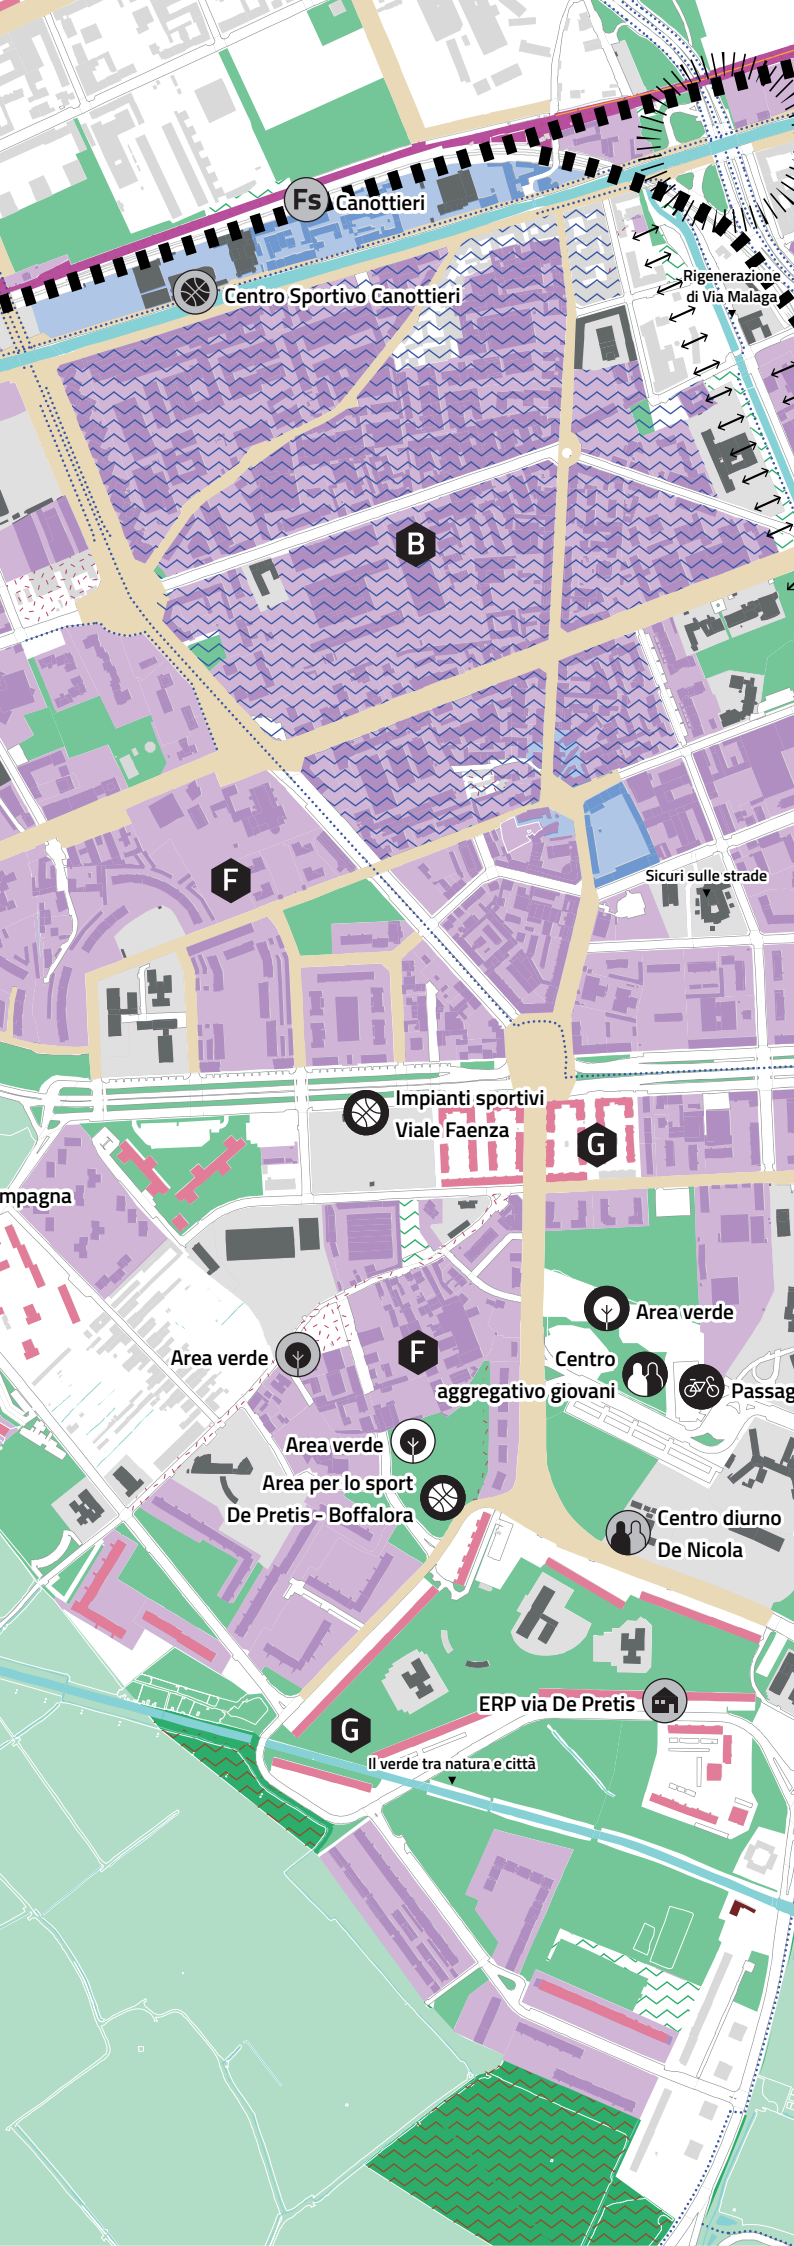 Fs
Canottieri
Rigenerazione
di Via Malaga
Centro Sportivo Canottieri
B
F
Sicuri sulle strade
Impianti sportivi
Viale Faenza
G
mpagna
Area verde
F
Area verde
Centro
aggregativo giovani
Passag
Area verde
Area per lo sport
De Pretis - Boffalora
Centro diurno
De Nicola
ERP via De Pretis
G
Il verde tra natura e città